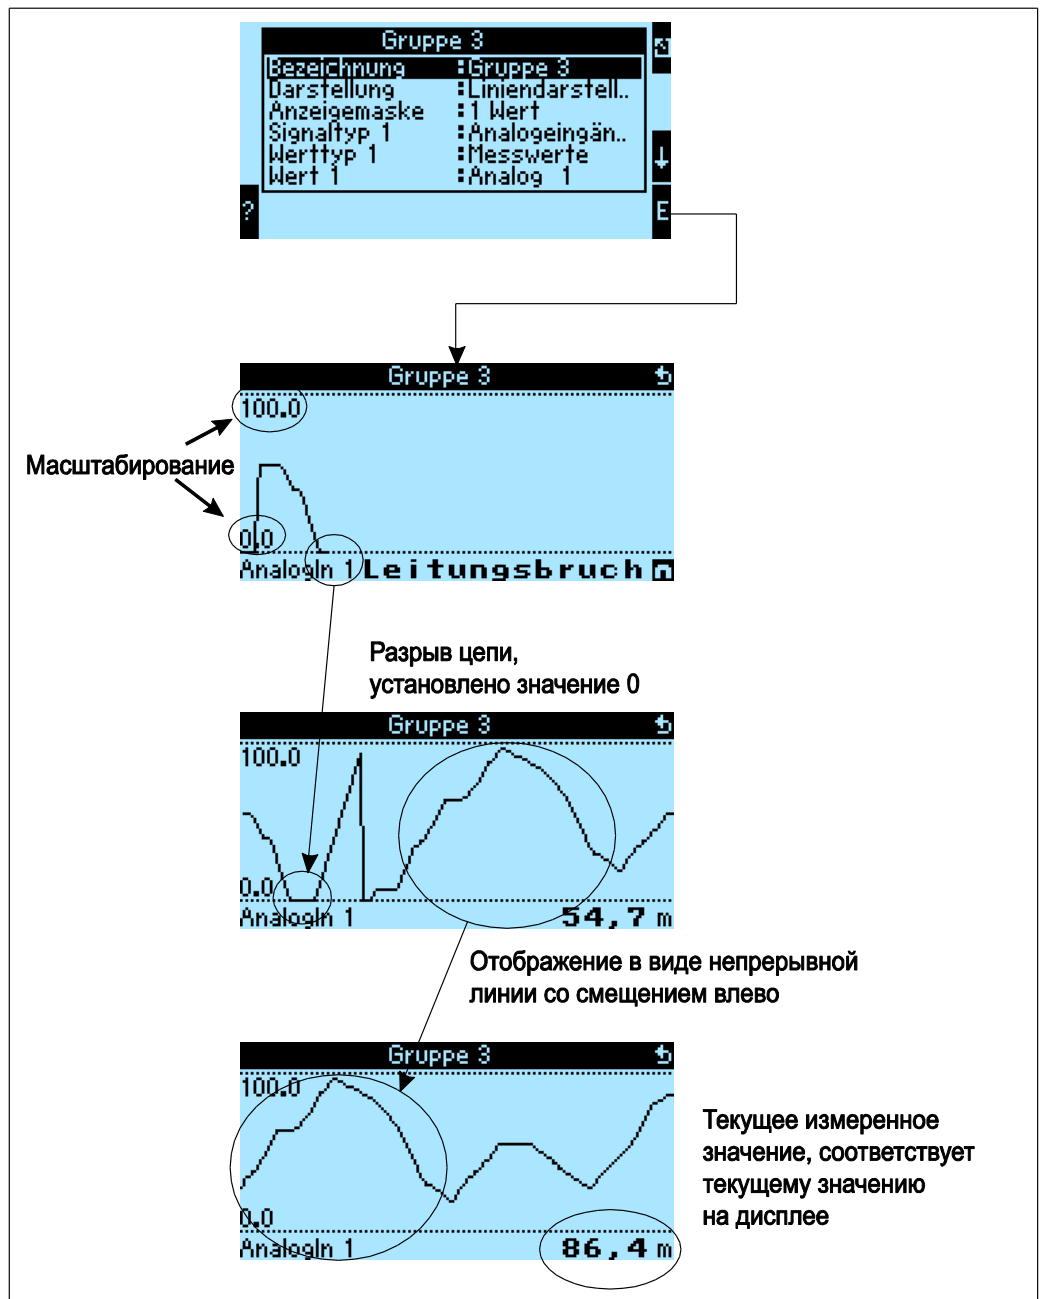 Gruppe 3
Bezeichnung :Gruppe 3
Darstellung :Liniendarstell..
Anzeigemaske :1 Wert
Signaltyp 1 :Analogeingän..
Werttyp 1 :Messwerte
Wert 1 :Analog 1
? E
Gruppe 3
100.0
Масштабирование
0.0
AnalogIn 1 Leitungsbruch
Разрыв цепи,
установлено значение 0
Gruppe 3
100.0
0.0
AnalogIn 1 54,7 m
Отображение в виде непрерывной
линии со смещением влево
Gruppe 3
100.0
Текущее измеренное
значение, соответствует
текущему значению
на дисплее
0.0
AnalogIn 1 86,4 m